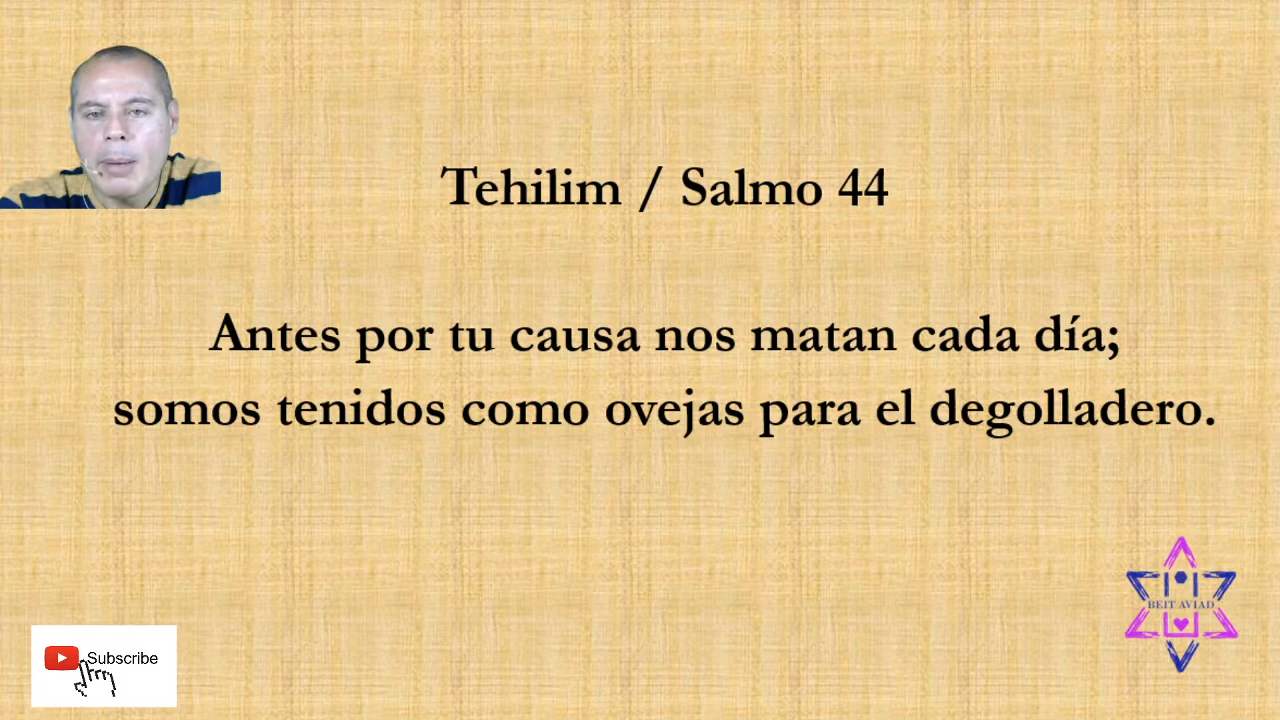 Tehilim / Salmo 44
Antes por tu causa nos matan cada día;
somos tenidos como ovejas para el degolladero.
BEIT AVIAD
Subscribe